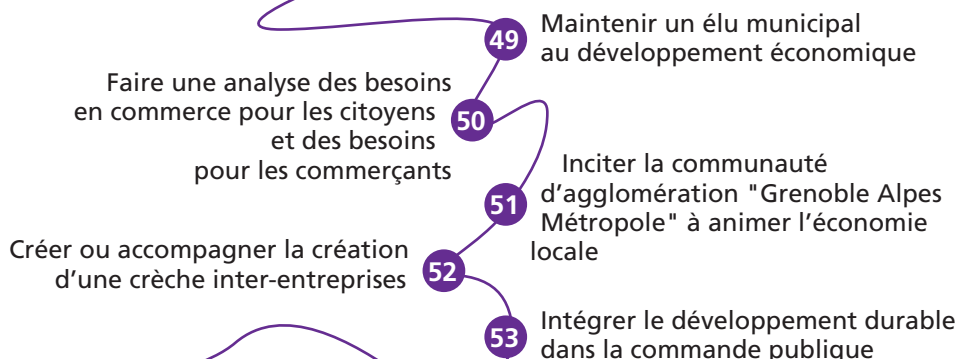 49
Maintenir un élu municipal
au développement économique
Faire une analyse des besoins
en commerce pour les citoyens
et des besoins
pour les commerçants
50
Inciter la communauté
d’agglomération "Grenoble Alpes
Métropole" à animer l’économie
locale
51
Créer ou accompagner la création
d’une crèche inter-entreprises
52
53
Intégrer le développement durable
dans la commande publique